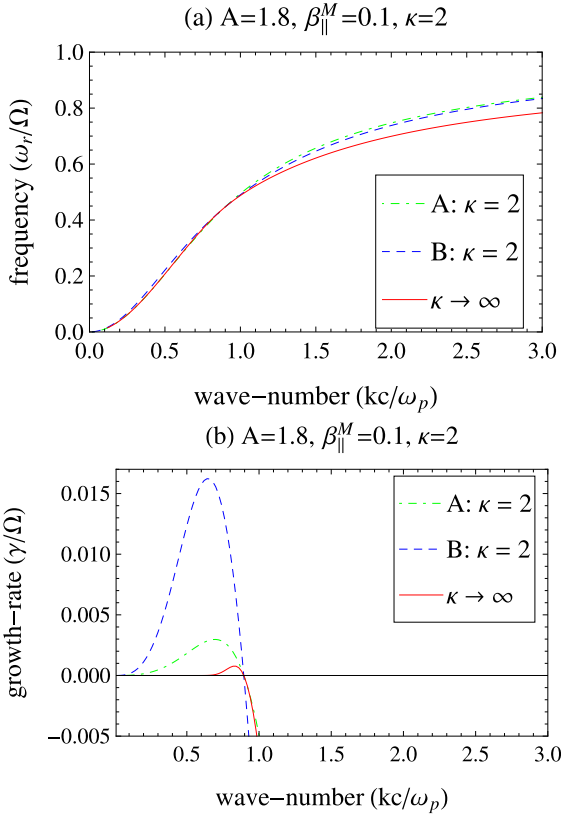 (a) A=1.8, β∥^M=0.1, κ=2
1.0
0.8
0.6
0.4
0.2
0.0
frequency (ω_r/Ω)
A: κ = 2
B: κ = 2
κ → ∞
0.0 0.5 1.0 1.5 2.0 2.5 3.0
wave−number (kc/ω_p)
(b) A=1.8, β∥^M=0.1, κ=2
0.015
0.010
0.005
0.000
−0.005
growth−rate (γ/Ω)
A: κ = 2
B: κ = 2
κ → ∞
0.5 1.0 1.5 2.0 2.5 3.0
wave−number (kc/ω_p)